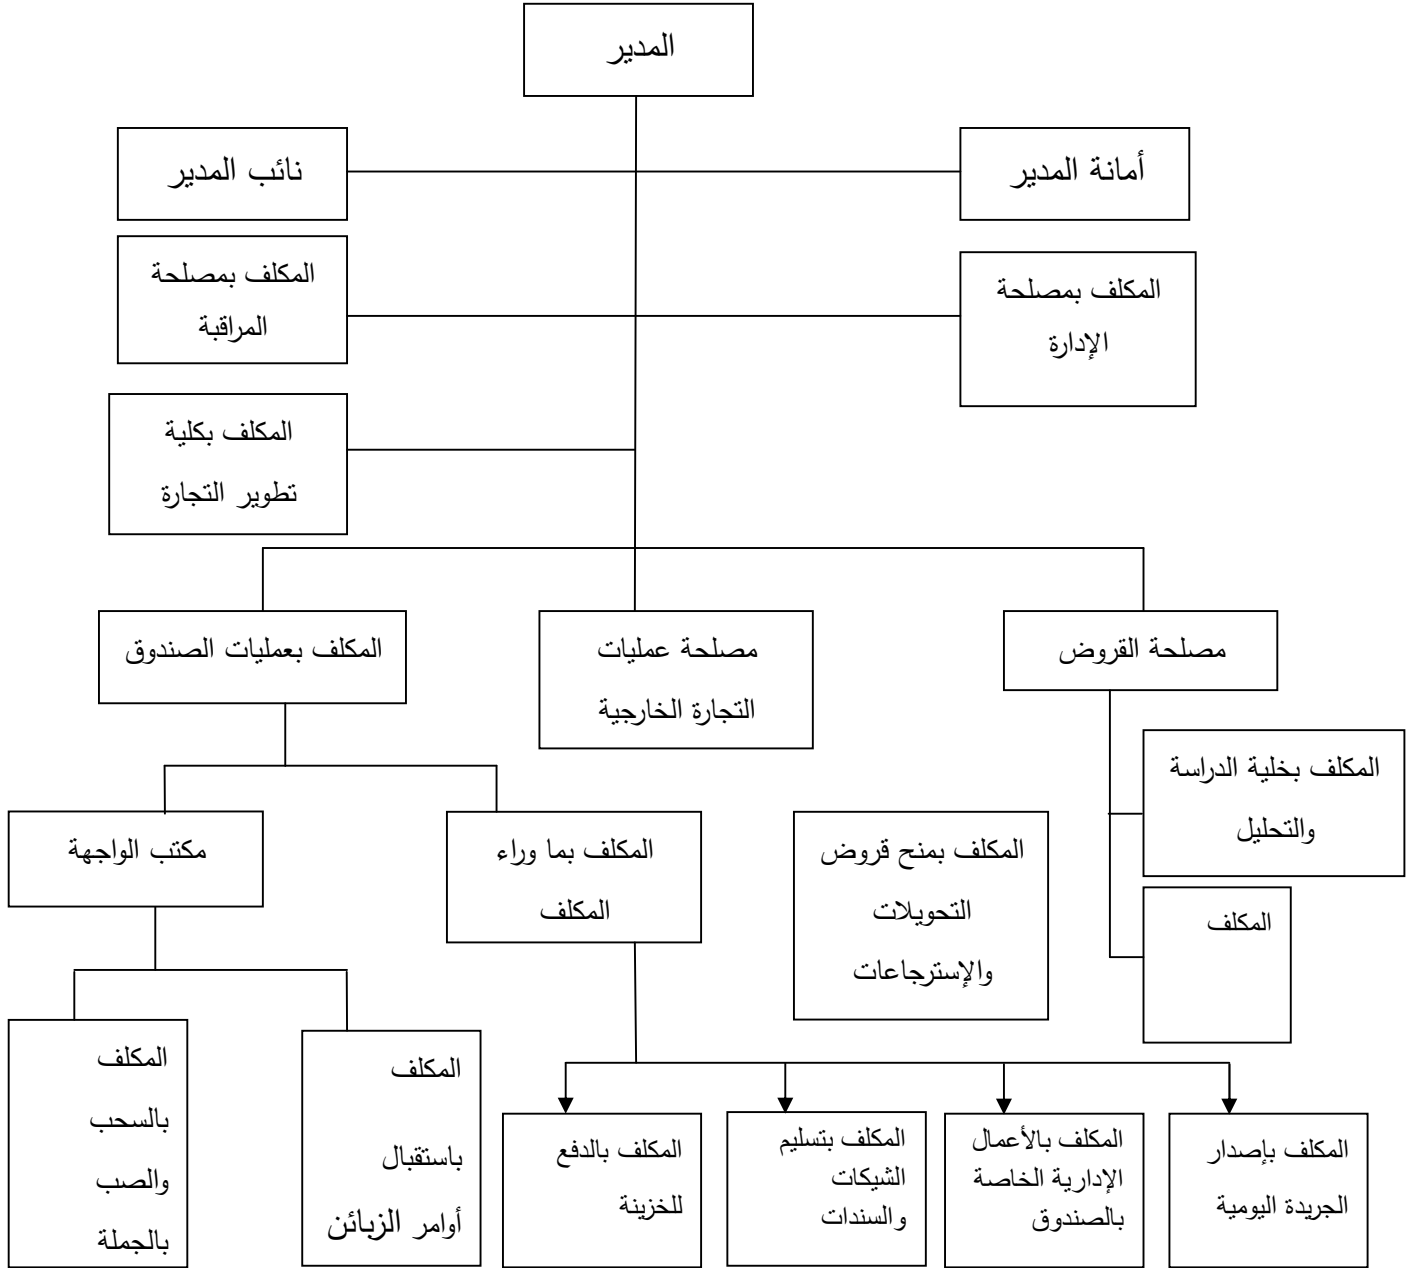 المدير
أمانة المدير
نائب المدير
المكلف بمصلحة
الإدارة
المكلف بمصلحة
المراقبة
المكلف بكلية
تطوير التجارة
مصلحة القروض
مصلحة عمليات
التجارة الخارجية
المكلف بعمليات الصندوق
المكلف بخلية الدراسة
والتحليل
المكلف
المكلف بمنح قروض
التحويلات
والإسترجاعات
المكلف بما وراء
المكلف
مكتب الواجهة
المكلف بإصدار
الجريدة اليومية
المكلف بالأعمال
الإدارية الخاصة
بالصندوق
المكلف بتسليم
الشيكات
والسندات
المكلف بالدفع
للخزينة
المكلف
باستقبال
أوامر الزبائن
المكلف
بالسحب
والصب
بالجملة